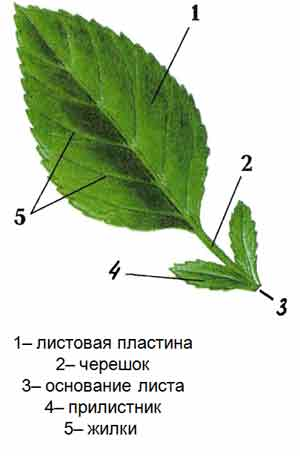 1
2
5
4
3
1– листовая пластина
2– черешок
3– основание листа
4– прилистник
5– жилки